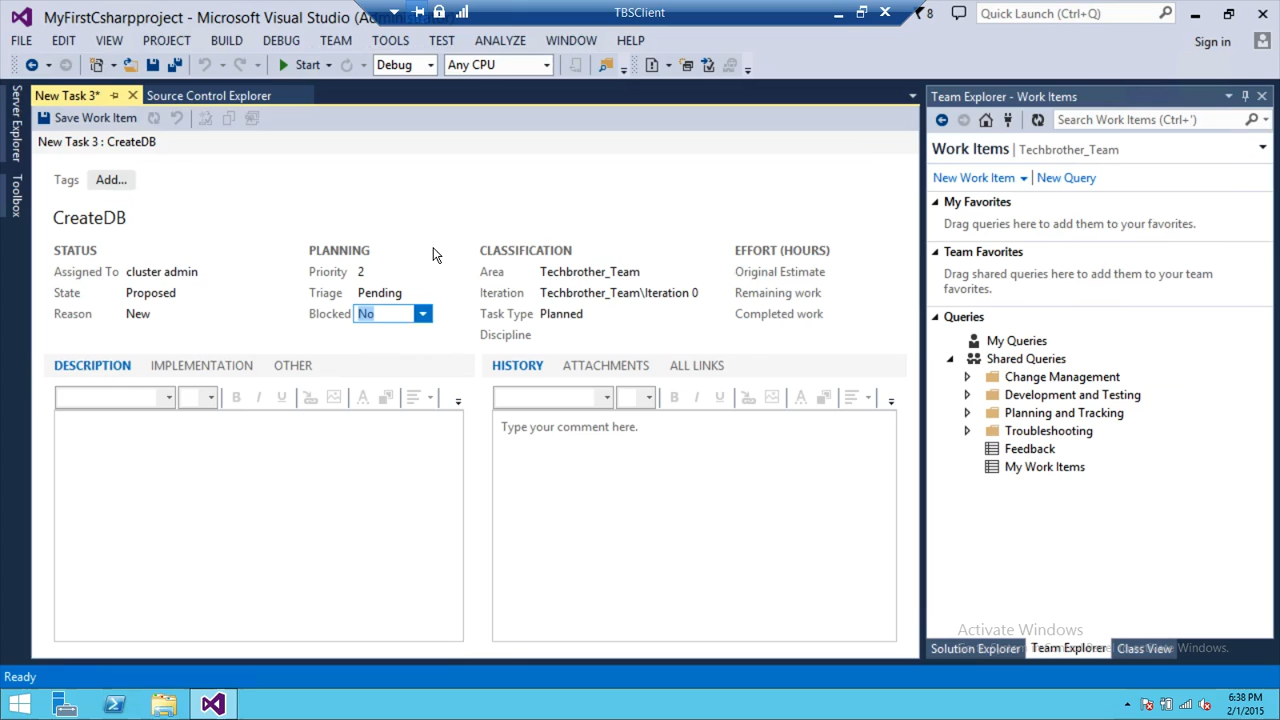 MyFirstCsharpproject - Microsoft Visual Studio (Administrator)
TBSClient
8
Quick Launch (Ctrl+Q)
FILE EDIT VIEW PROJECT BUILD DEBUG TEAM TOOLS TEST ANALYZE WINDOW HELP
Sign in
Start Debug Any CPU
Server Explorer
Toolbox
New Task 3* Source Control Explorer
Save Work Item
New Task 3 : CreateDB
Tags Add...
CreateDB
STATUS PLANNING CLASSIFICATION EFFORT (HOURS)
Assigned To cluster admin Priority 2 Area Techbrother_Team Original Estimate
State Proposed Triage Pending Iteration Techbrother_Team\Iteration 0 Remaining work
Reason New Blocked No Task Type Planned Completed work
Discipline
DESCRIPTION IMPLEMENTATION OTHER HISTORY ATTACHMENTS ALL LINKS
B I U A B I U A
Type your comment here.
Team Explorer - Work Items
Search Work Items (Ctrl+')
Work Items | Techbrother_Team
New Work Item | New Query
My Favorites
Drag queries here to add them to your favorites.
Team Favorites
Drag shared queries here to add them to your team
favorites.
Queries
My Queries
Shared Queries
Change Management
Development and Testing
Planning and Tracking
Troubleshooting
Feedback
My Work Items
Activate Windows
Windows.
Solution Explorer Team Explorer Class View
Ready
6:38 PM
2/1/2015